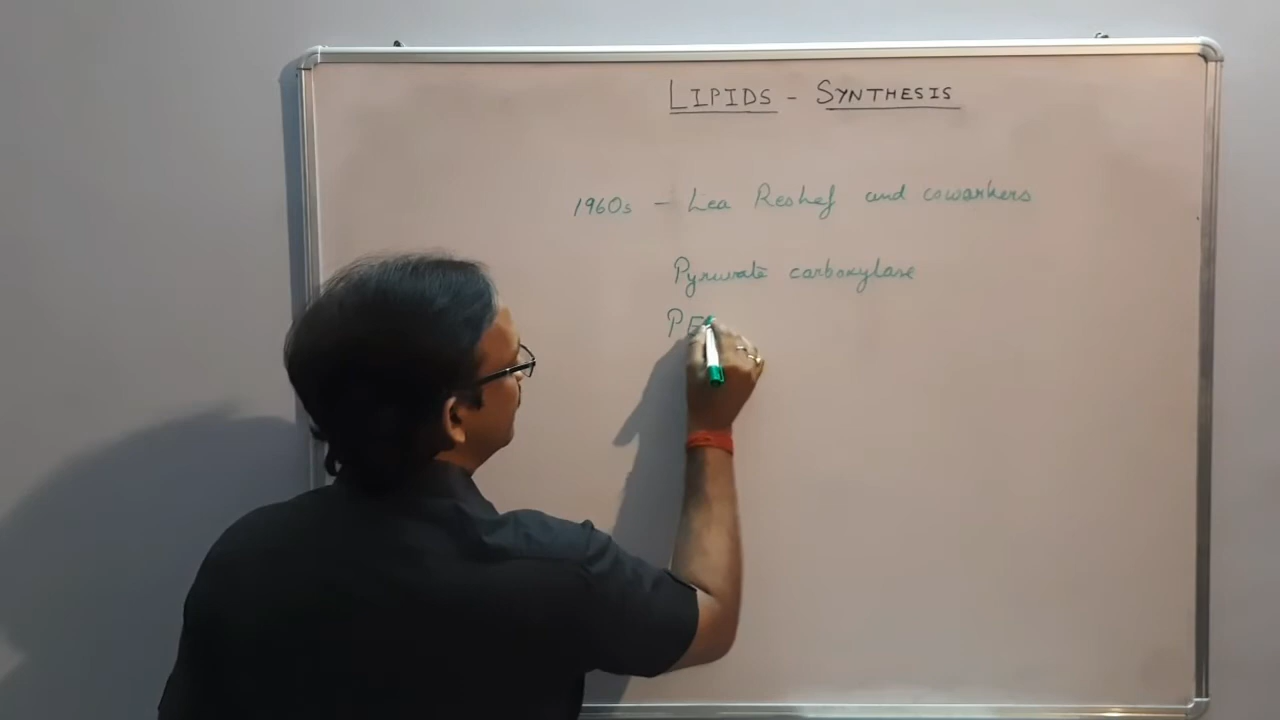 LIPIDS - SYNTHESIS
1960s - Lea Reshef and coworkers
Pyruvate carboxylase
PE